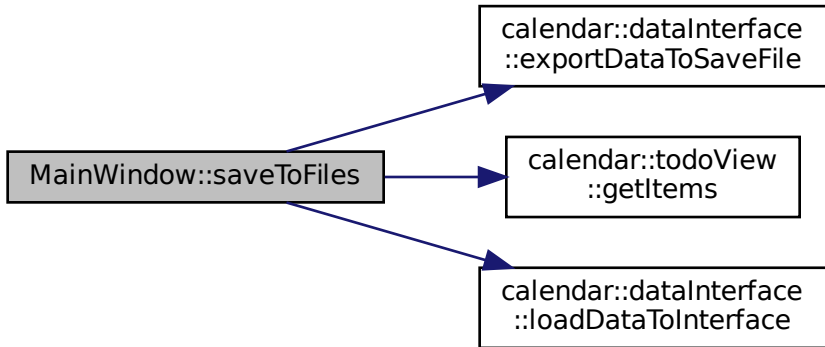 calendar::dataInterface
::exportDataToSaveFile
MainWindow::saveToFiles
calendar::todoView
::getItems
calendar::dataInterface
::loadDataToInterface